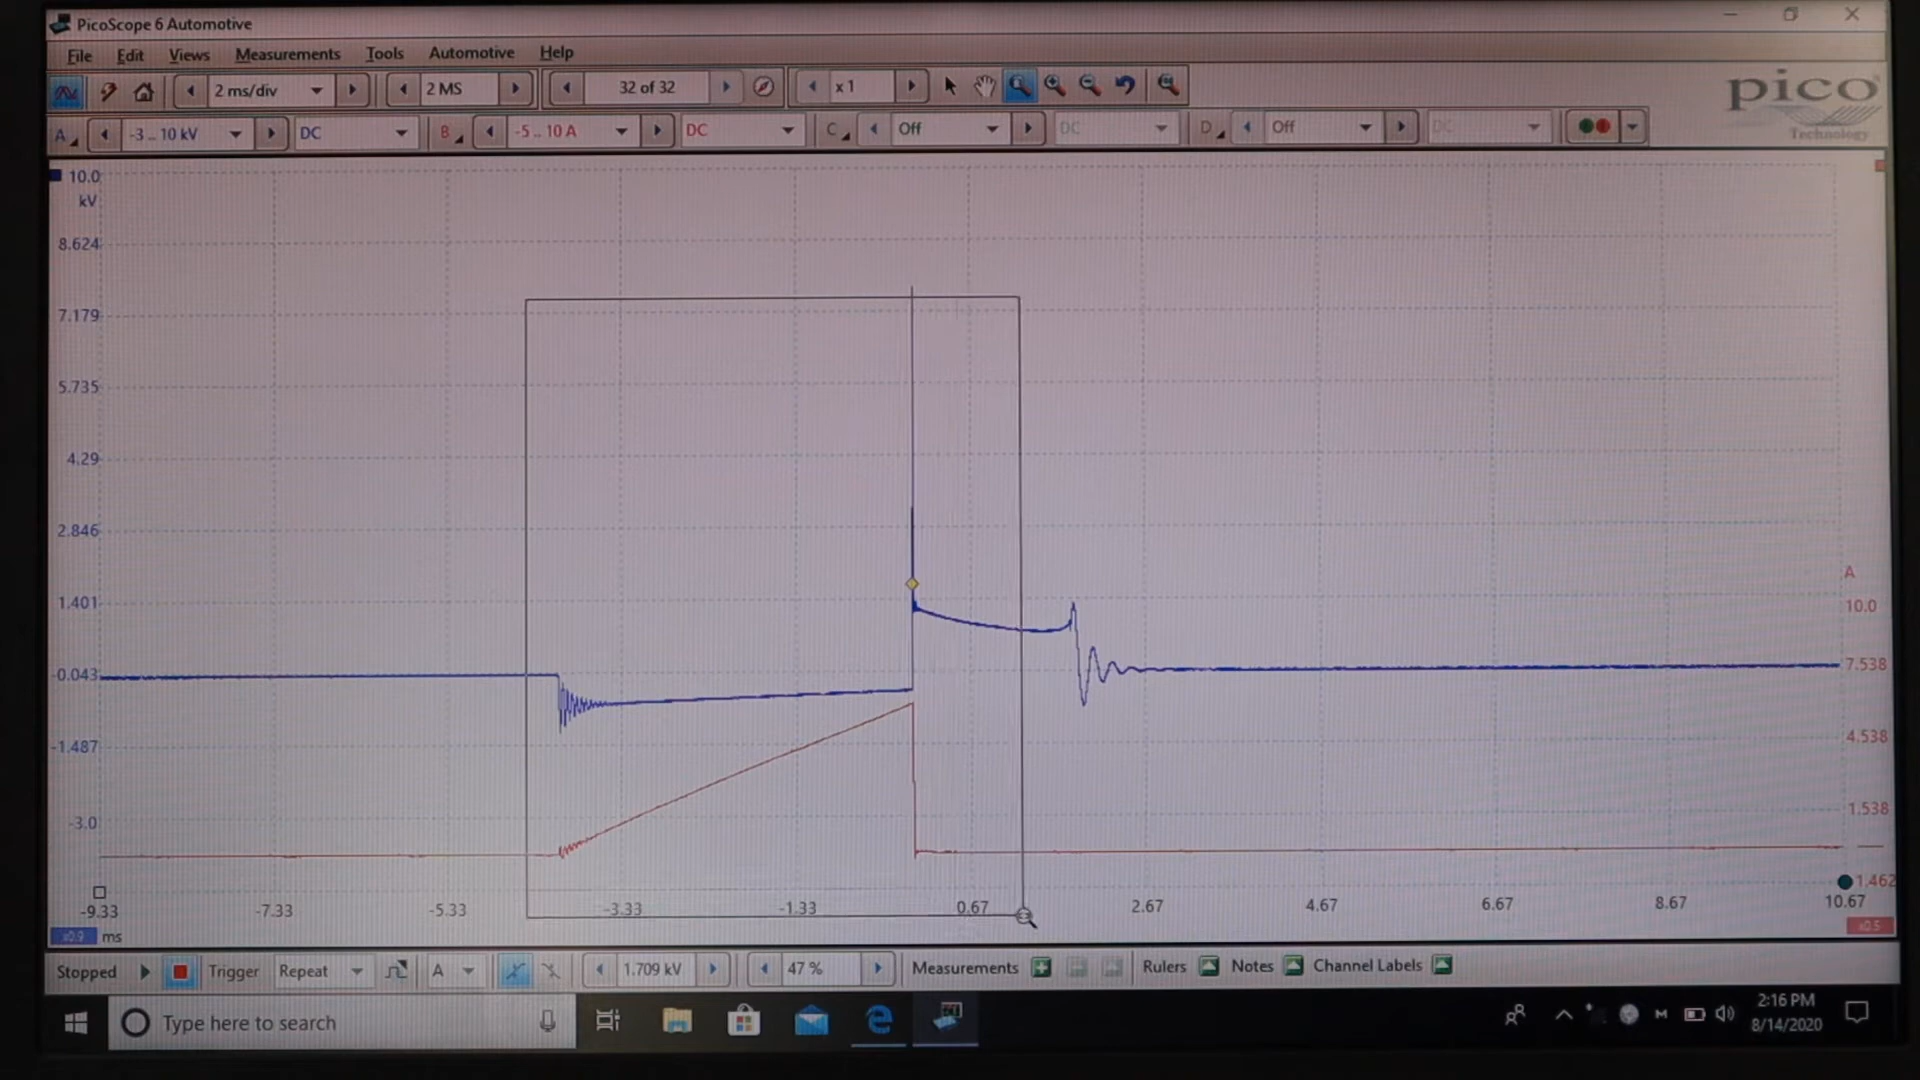 PicoScope 6 Automotive
File Edit Views Measurements Tools Automotive Help
2 ms/div 2 MS 32 of 32 x 1
A -3 .. 10 kV DC B -5 .. 10 A DC C Off DC D Off DC
pico
Technology
10.0
kV
8.624
7.179
5.735
4.29
2.846
1.401
-0.043
-1.487
-3.0
A
10.0
7.538
4.538
1.538
1.462
-9.33 -7.33 -5.33 -3.33 -1.33 0.67 2.67 4.67 6.67 8.67 10.67
x0.9 ms x0.5
Stopped Trigger Repeat A 1.709 kV 47 % Measurements Rulers Notes Channel Labels
Type here to search
2:16 PM
8/14/2020